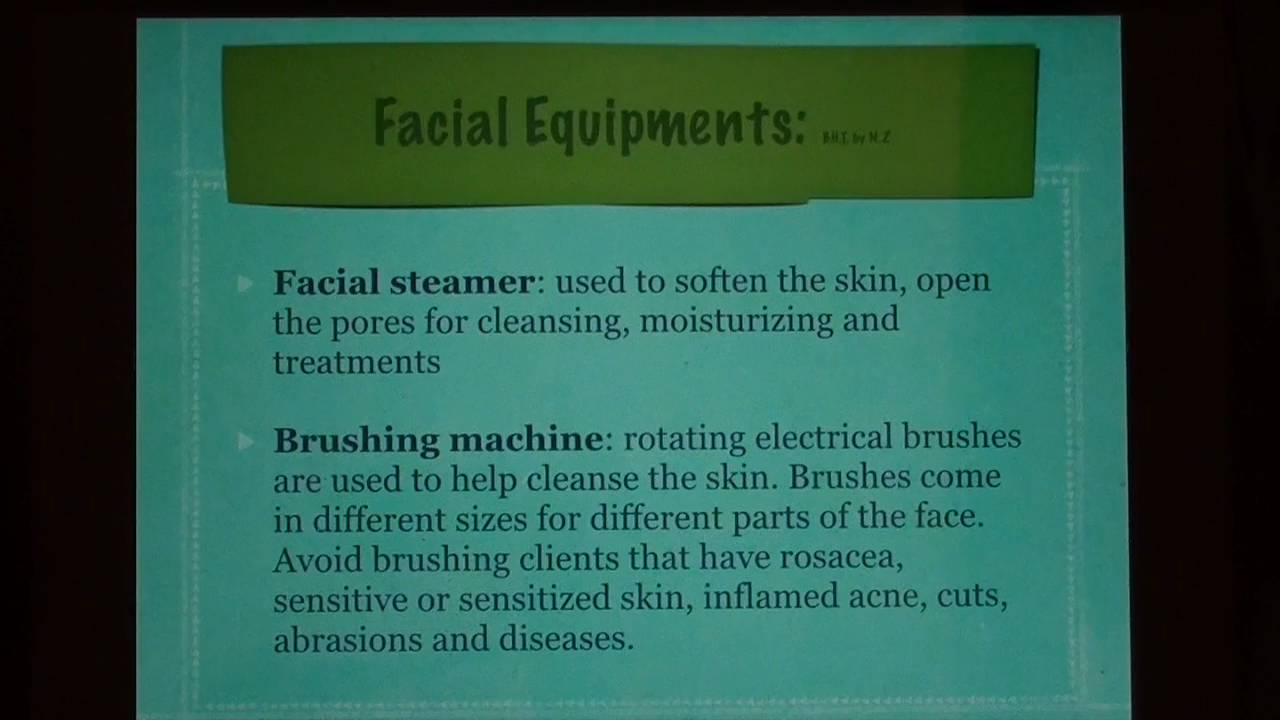 Facial Equipments: B.H.T. by N.Z
Facial steamer: used to soften the skin, open
the pores for cleansing, moisturizing and
treatments
Brushing machine: rotating electrical brushes
are used to help cleanse the skin. Brushes come
in different sizes for different parts of the face.
Avoid brushing clients that have rosacea,
sensitive or sensitized skin, inflamed acne, cuts,
abrasions and diseases.